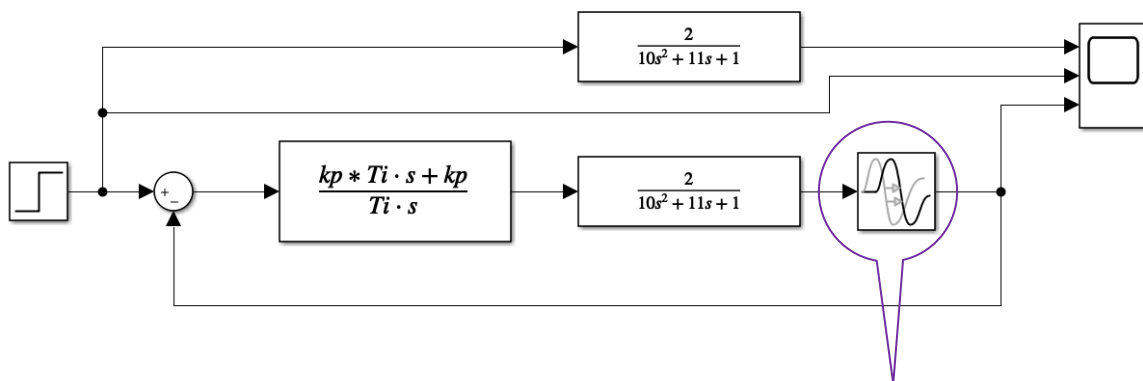 2
10s² + 11s + 1
+
−
kp * Ti · s + kp
Ti · s
2
10s² + 11s + 1